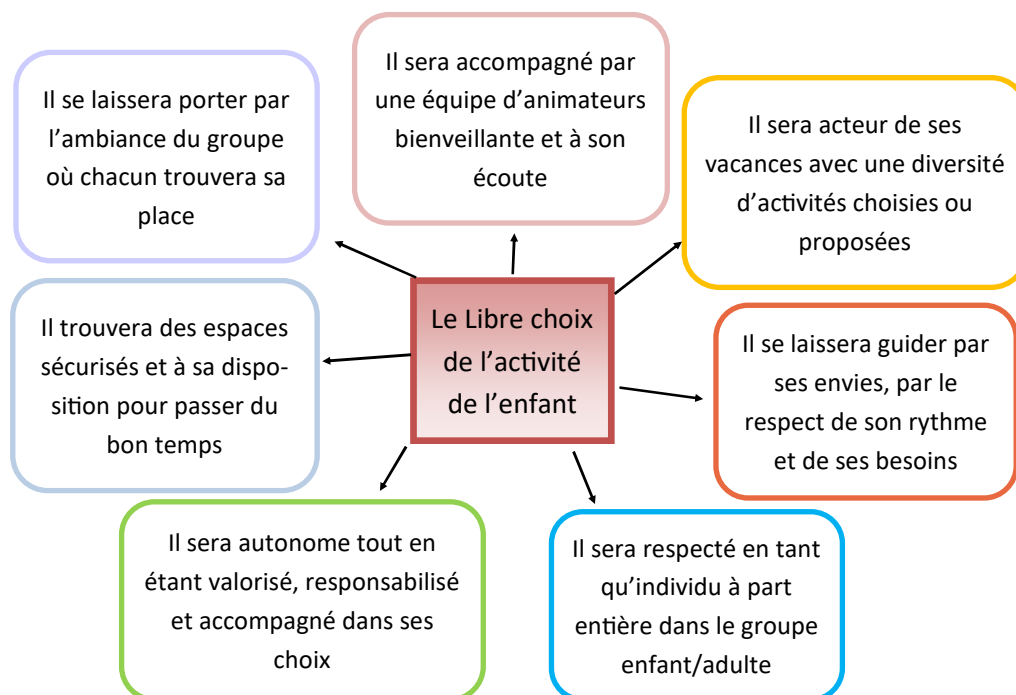 Il se laissera porter par
l’ambiance du groupe
où chacun trouvera sa
place
Il sera accompagné par
une équipe d’animateurs
bienveillante et à son
écoute
Il sera acteur de ses
vacances avec une diversité
d’activités choisies ou
proposées
Il trouvera des espaces
sécurisés et à sa dispo-
sition pour passer du
bon temps
Le Libre choix
de l’activité
de l’enfant
Il se laissera guider par
ses envies, par le
respect de son rythme
et de ses besoins
Il sera autonome tout en
étant valorisé, responsabilisé
et accompagné dans ses
choix
Il sera respecté en tant
qu’individu à part
entière dans le groupe
enfant/adulte